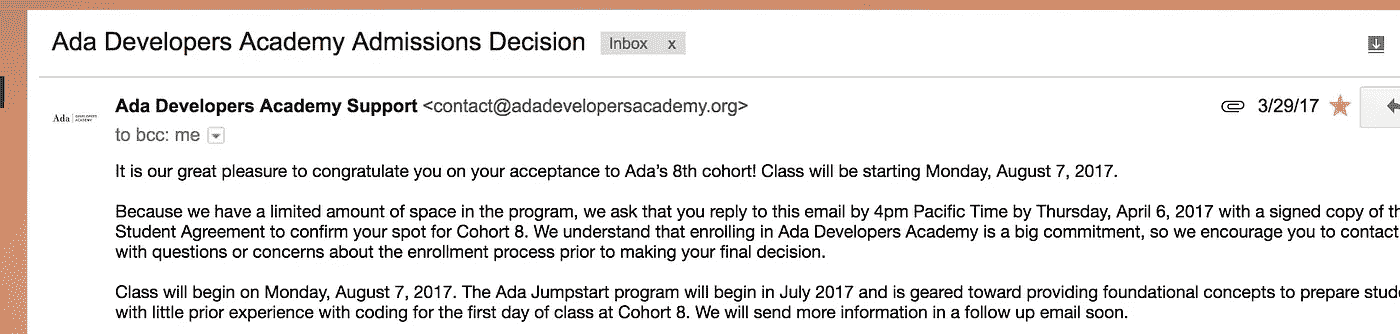 Ada Developers Academy Admissions Decision Inbox x
Ada Developers Academy Support <contact@adadevelopersacademy.org> 3/29/17
Ada DEVELOPERS ACADEMY
to bcc: me
It is our great pleasure to congratulate you on your acceptance to Ada's 8th cohort! Class will be starting Monday, August 7, 2017.
Because we have a limited amount of space in the program, we ask that you reply to this email by 4pm Pacific Time by Thursday, April 6, 2017 with a signed copy of th
Student Agreement to confirm your spot for Cohort 8. We understand that enrolling in Ada Developers Academy is a big commitment, so we encourage you to contact
with questions or concerns about the enrollment process prior to making your final decision.
Class will begin on Monday, August 7, 2017. The Ada Jumpstart program will begin in July 2017 and is geared toward providing foundational concepts to prepare stud
with little prior experience with coding for the first day of class at Cohort 8. We will send more information in a follow up email soon.